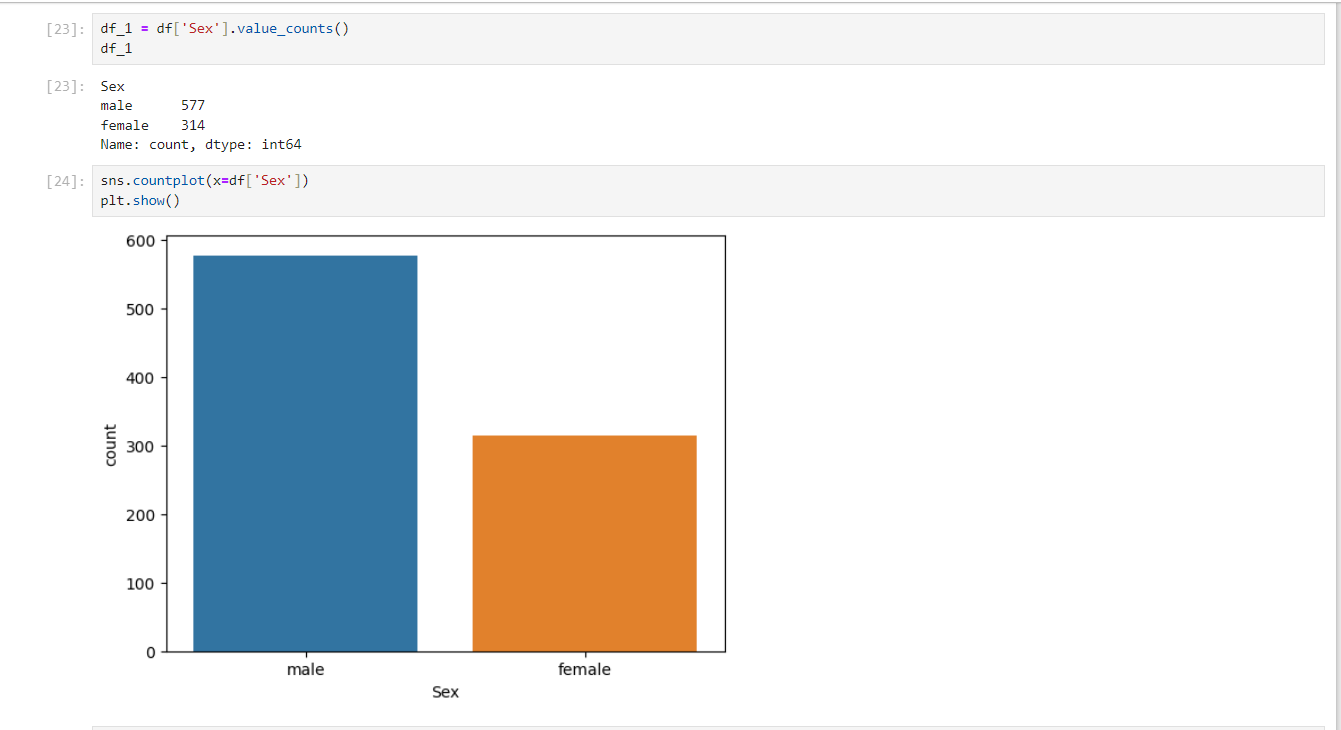 [23]: df_1 = df['Sex'].value_counts()
df_1
[23]: Sex
male      577
female    314
Name: count, dtype: int64
[24]: sns.countplot(x=df['Sex'])
plt.show()
600
500
400
300
200
100
0
count
male female
Sex